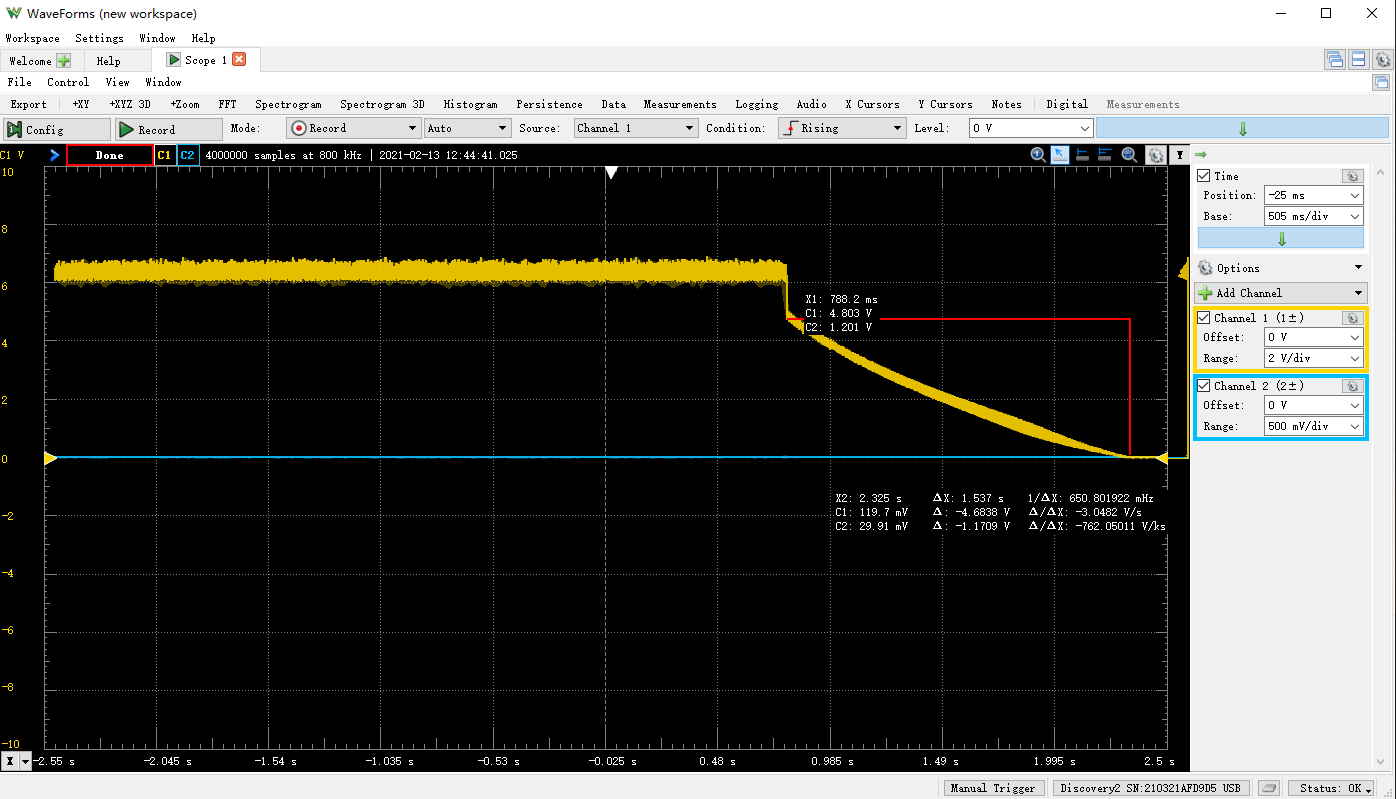 WaveForms (new workspace)
Workspace Settings Window Help
Welcome Help Scope 1
File Control View Window
Export +XY +XYZ 3D +Zoom FFT Spectrogram Spectrogram 3D Histogram Persistence Data Measurements Logging Audio X Cursors Y Cursors Notes Digital Measurements
Config Record Mode: Record Auto Source: Channel 1 Condition: Rising Level: 0 V
C1 V Done C1 C2 4000000 samples at 800 kHz | 2021-02-13 12:44:41.025
10
8
6
4
2
0
-2
-4
-6
-8
-10
X1: 788.2 ms
C1: 4.803 V
C2: 1.201 V
X2: 2.325 s ΔX: 1.537 s 1/ΔX: 650.801922 mHz
C1: 119.7 mV Δ: -4.6838 V Δ/ΔX: -3.0482 V/s
C2: 29.91 mV Δ: -1.1709 V Δ/ΔX: -762.05011 V/ks
X -2.55 s -2.045 s -1.54 s -1.035 s -0.53 s -0.025 s 0.48 s 0.985 s 1.49 s 1.995 s 2.5 s
Y
Time
Position: -25 ms
Base: 505 ms/div
Options
Add Channel
Channel 1 (1±)
Offset: 0 V
Range: 2 V/div
Channel 2 (2±)
Offset: 0 V
Range: 500 mV/div
Manual Trigger Discovery2 SN:210321AFD9D5 USB Status: OK